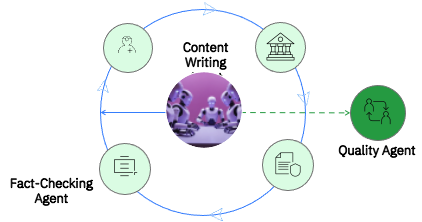 Content
Writing
Quality Agent
Fact-Checking
Agent